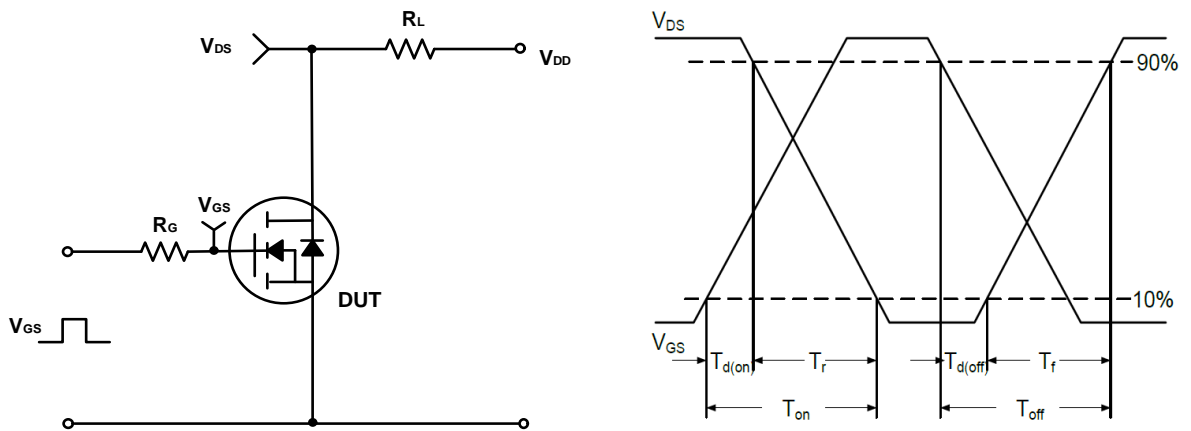 RL
VDS
VDD
RG
VGS
DUT
VGS
VDS
90%
10%
VGS
Td(on)
Tr
Td(off)
Tf
Ton
Toff